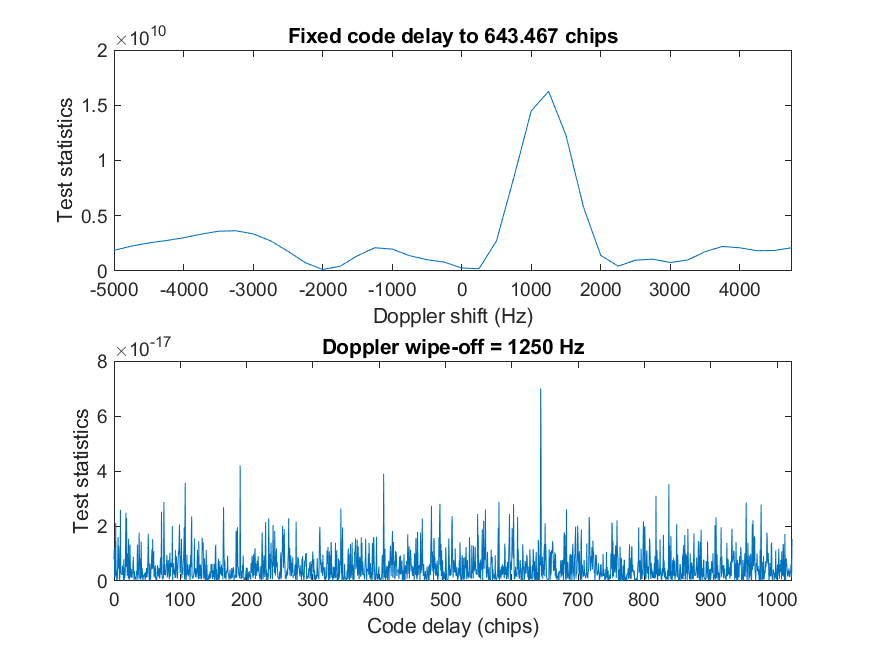 Fixed code delay to 643.467 chips
×10^10
2
1.5
1
0.5
0
Test statistics
-5000 -4000 -3000 -2000 -1000 0 1000 2000 3000 4000
Doppler shift (Hz)
Doppler wipe-off = 1250 Hz
×10^-17
8
6
4
2
0
Test statistics
0 100 200 300 400 500 600 700 800 900 1000
Code delay (chips)